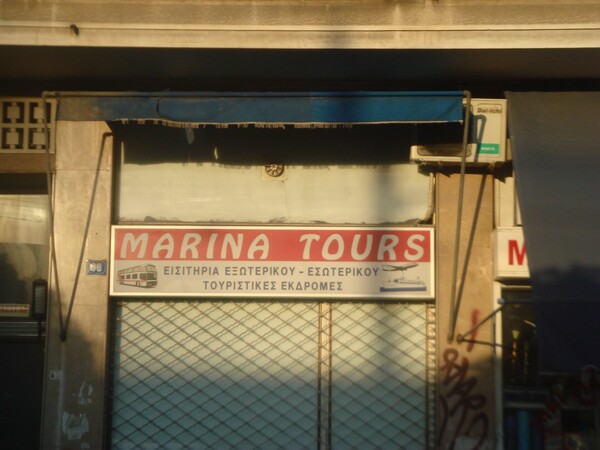 MARINA TOURS
ΕΙΣΙΤΗΡΙΑ ΕΞΩΤΕΡΙΚΟΥ - ΕΣΩΤΕΡΙΚΟΥ
ΤΟΥΡΙΣΤΙΚΕΣ ΕΚΔΡΟΜΕΣ
M